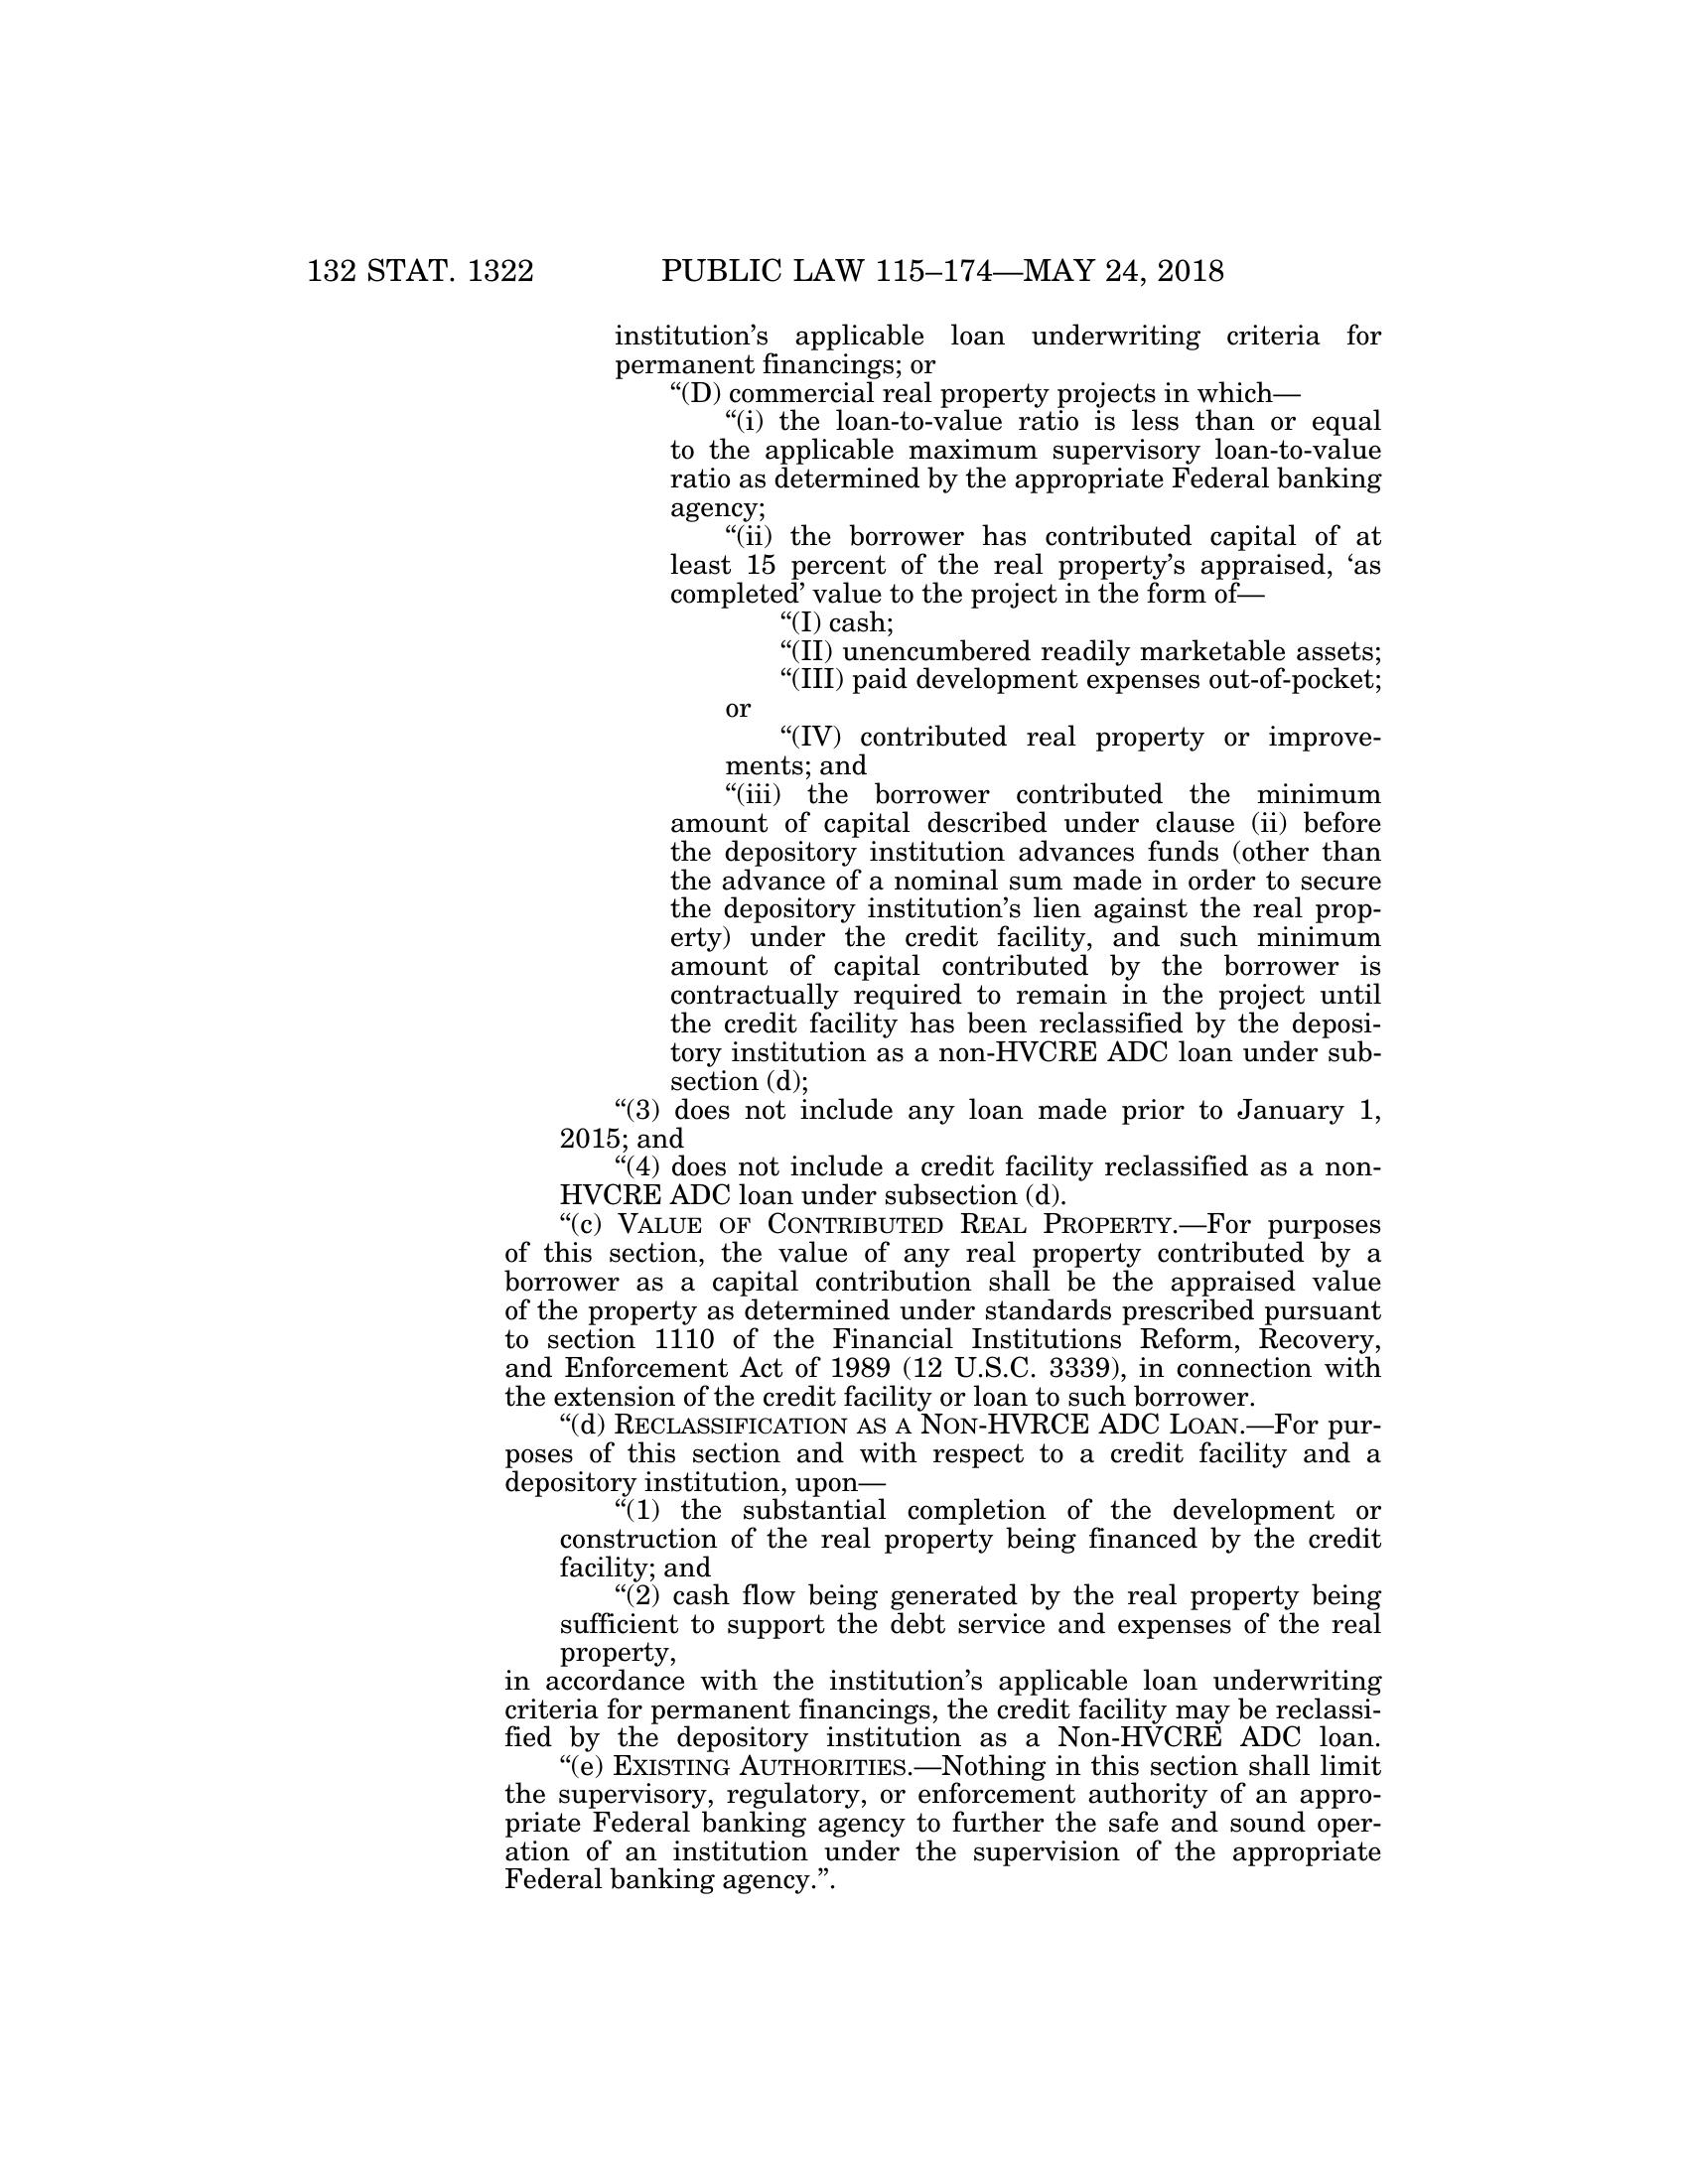 132 STAT. 1322 PUBLIC LAW 115–174—MAY 24, 2018
institution’s applicable loan underwriting criteria for
permanent financings; or
“(D) commercial real property projects in which—
“(i) the loan-to-value ratio is less than or equal
to the applicable maximum supervisory loan-to-value
ratio as determined by the appropriate Federal banking
agency;
“(ii) the borrower has contributed capital of at
least 15 percent of the real property’s appraised, ‘as
completed’ value to the project in the form of—
“(I) cash;
“(II) unencumbered readily marketable assets;
“(III) paid development expenses out-of-pocket;
or
“(IV) contributed real property or improve-
ments; and
“(iii) the borrower contributed the minimum
amount of capital described under clause (ii) before
the depository institution advances funds (other than
the advance of a nominal sum made in order to secure
the depository institution’s lien against the real prop-
erty) under the credit facility, and such minimum
amount of capital contributed by the borrower is
contractually required to remain in the project until
the credit facility has been reclassified by the deposi-
tory institution as a non-HVCRE ADC loan under sub-
section (d);
“(3) does not include any loan made prior to January 1,
2015; and
“(4) does not include a credit facility reclassified as a non-
HVCRE ADC loan under subsection (d).
“(c) VALUE OF CONTRIBUTED REAL PROPERTY.—For purposes
of this section, the value of any real property contributed by a
borrower as a capital contribution shall be the appraised value
of the property as determined under standards prescribed pursuant
to section 1110 of the Financial Institutions Reform, Recovery,
and Enforcement Act of 1989 (12 U.S.C. 3339), in connection with
the extension of the credit facility or loan to such borrower.
“(d) RECLASSIFICATION AS A NON-HVRCE ADC LOAN.—For pur-
poses of this section and with respect to a credit facility and a
depository institution, upon—
“(1) the substantial completion of the development or
construction of the real property being financed by the credit
facility; and
“(2) cash flow being generated by the real property being
sufficient to support the debt service and expenses of the real
property,
in accordance with the institution’s applicable loan underwriting
criteria for permanent financings, the credit facility may be reclassi-
fied by the depository institution as a Non-HVCRE ADC loan.
“(e) EXISTING AUTHORITIES.—Nothing in this section shall limit
the supervisory, regulatory, or enforcement authority of an appro-
priate Federal banking agency to further the safe and sound oper-
ation of an institution under the supervision of the appropriate
Federal banking agency.”.